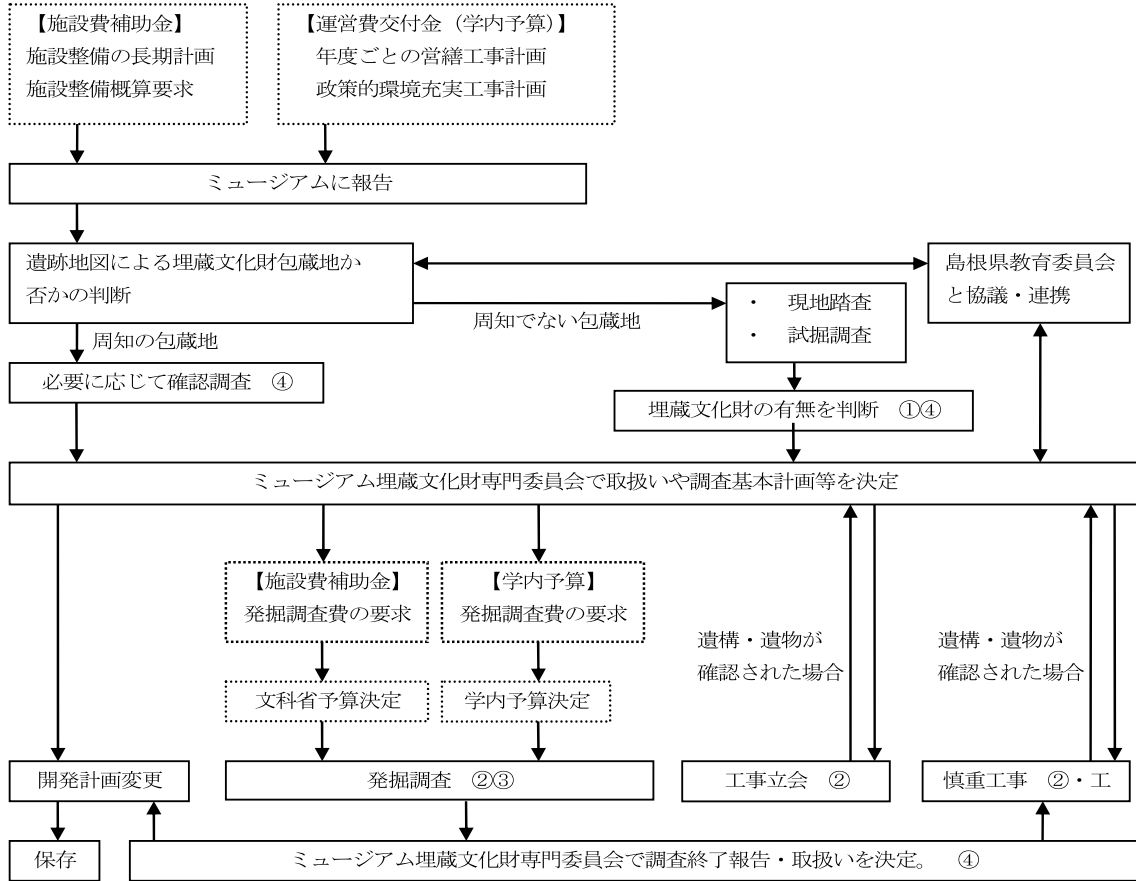 【施設費補助金】
施設整備の長期計画
施設整備概算要求
【運営費交付金（学内予算）】
年度ごとの営繕工事計画
政策的環境充実工事計画
ミュージアムに報告
遺跡地図による埋蔵文化財包蔵地か
否かの判断
島根県教育委員会
と協議・連携
周知でない包蔵地
・ 現地踏査
・ 試掘調査
周知の包蔵地
必要に応じて確認調査 ④
埋蔵文化財の有無を判断 ①④
ミュージアム埋蔵文化財専門委員会で取扱いや調査基本計画等を決定
【施設費補助金】
発掘調査費の要求
【学内予算】
発掘調査費の要求
遺構・遺物が
確認された場合
遺構・遺物が
確認された場合
文科省予算決定
学内予算決定
開発計画変更
発掘調査 ②③
工事立会 ②
慎重工事 ②・工
保存
ミュージアム埋蔵文化財専門委員会で調査終了報告・取扱いを決定。 ④